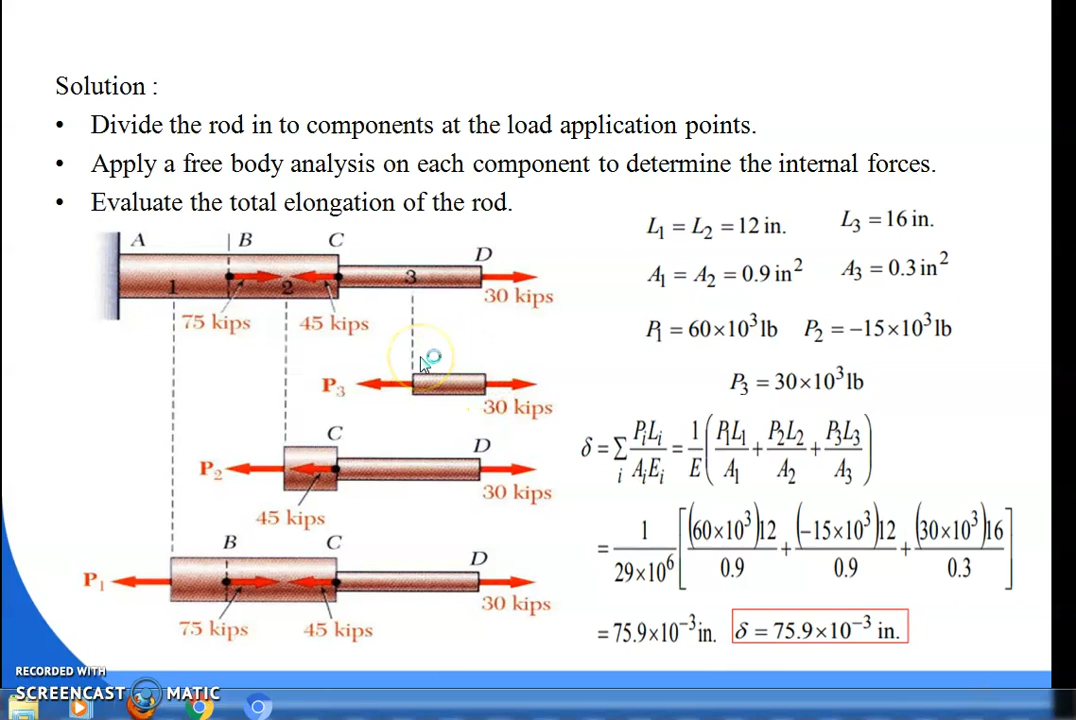 Solution :
• Divide the rod in to components at the load application points.
• Apply a free body analysis on each component to determine the internal forces.
• Evaluate the total elongation of the rod.
A B C D
1 2 3
75 kips 45 kips 30 kips
P₃ 30 kips
C D
P₂ 30 kips
45 kips
B C D
P₁ 30 kips
75 kips 45 kips
L₁ = L₂ = 12 in. L₃ = 16 in.
A₁ = A₂ = 0.9 in² A₃ = 0.3 in²
P₁ = 60×10³ lb P₂ = −15×10³ lb
P₃ = 30×10³ lb
δ = ∑ᵢ PᵢLᵢ/AᵢEᵢ = 1/E (P₁L₁/A₁ + P₂L₂/A₂ + P₃L₃/A₃)
= 1/29×10⁶ [(60×10³)12/0.9 + (−15×10³)12/0.9 + (30×10³)16/0.3]
= 75.9×10⁻³ in. δ = 75.9×10⁻³ in.
RECORDED WITH
SCREENCAST MATIC